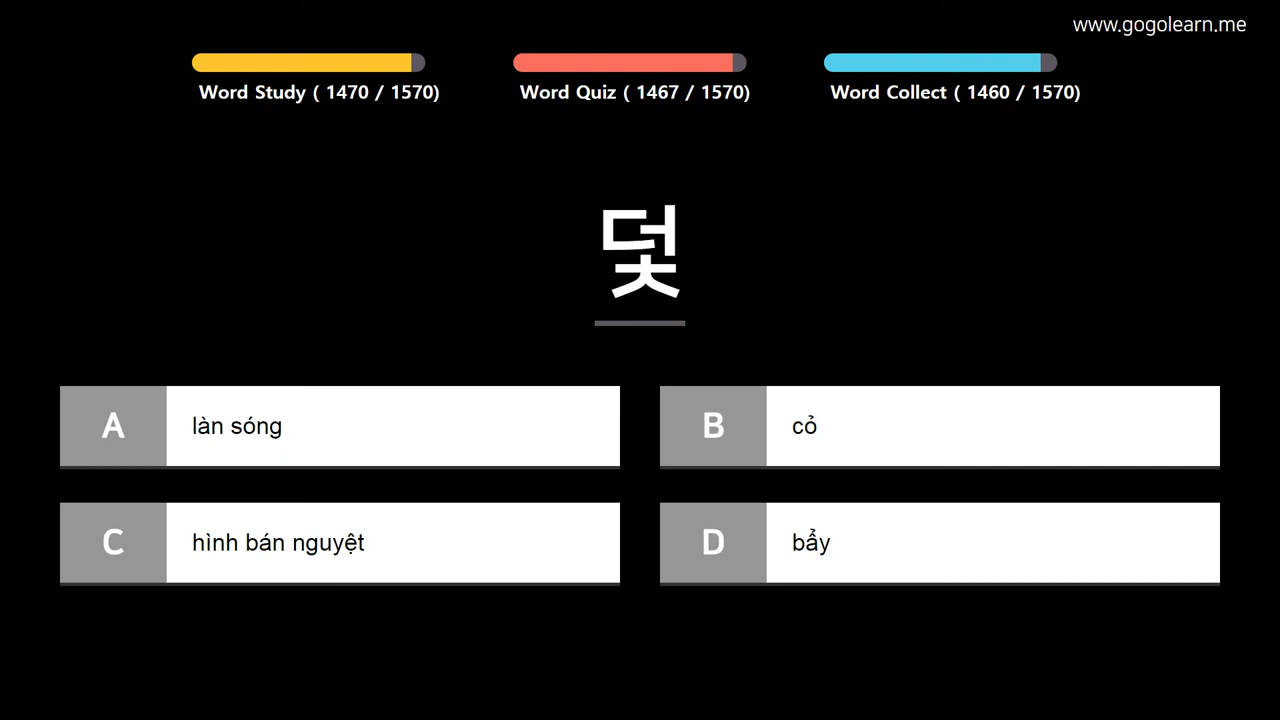 www.gogolearn.me
Word Study ( 1470 / 1570)
Word Quiz ( 1467 / 1570)
Word Collect ( 1460 / 1570)
덫
A làn sóng
B cỏ
C hình bán nguyệt
D bẩy